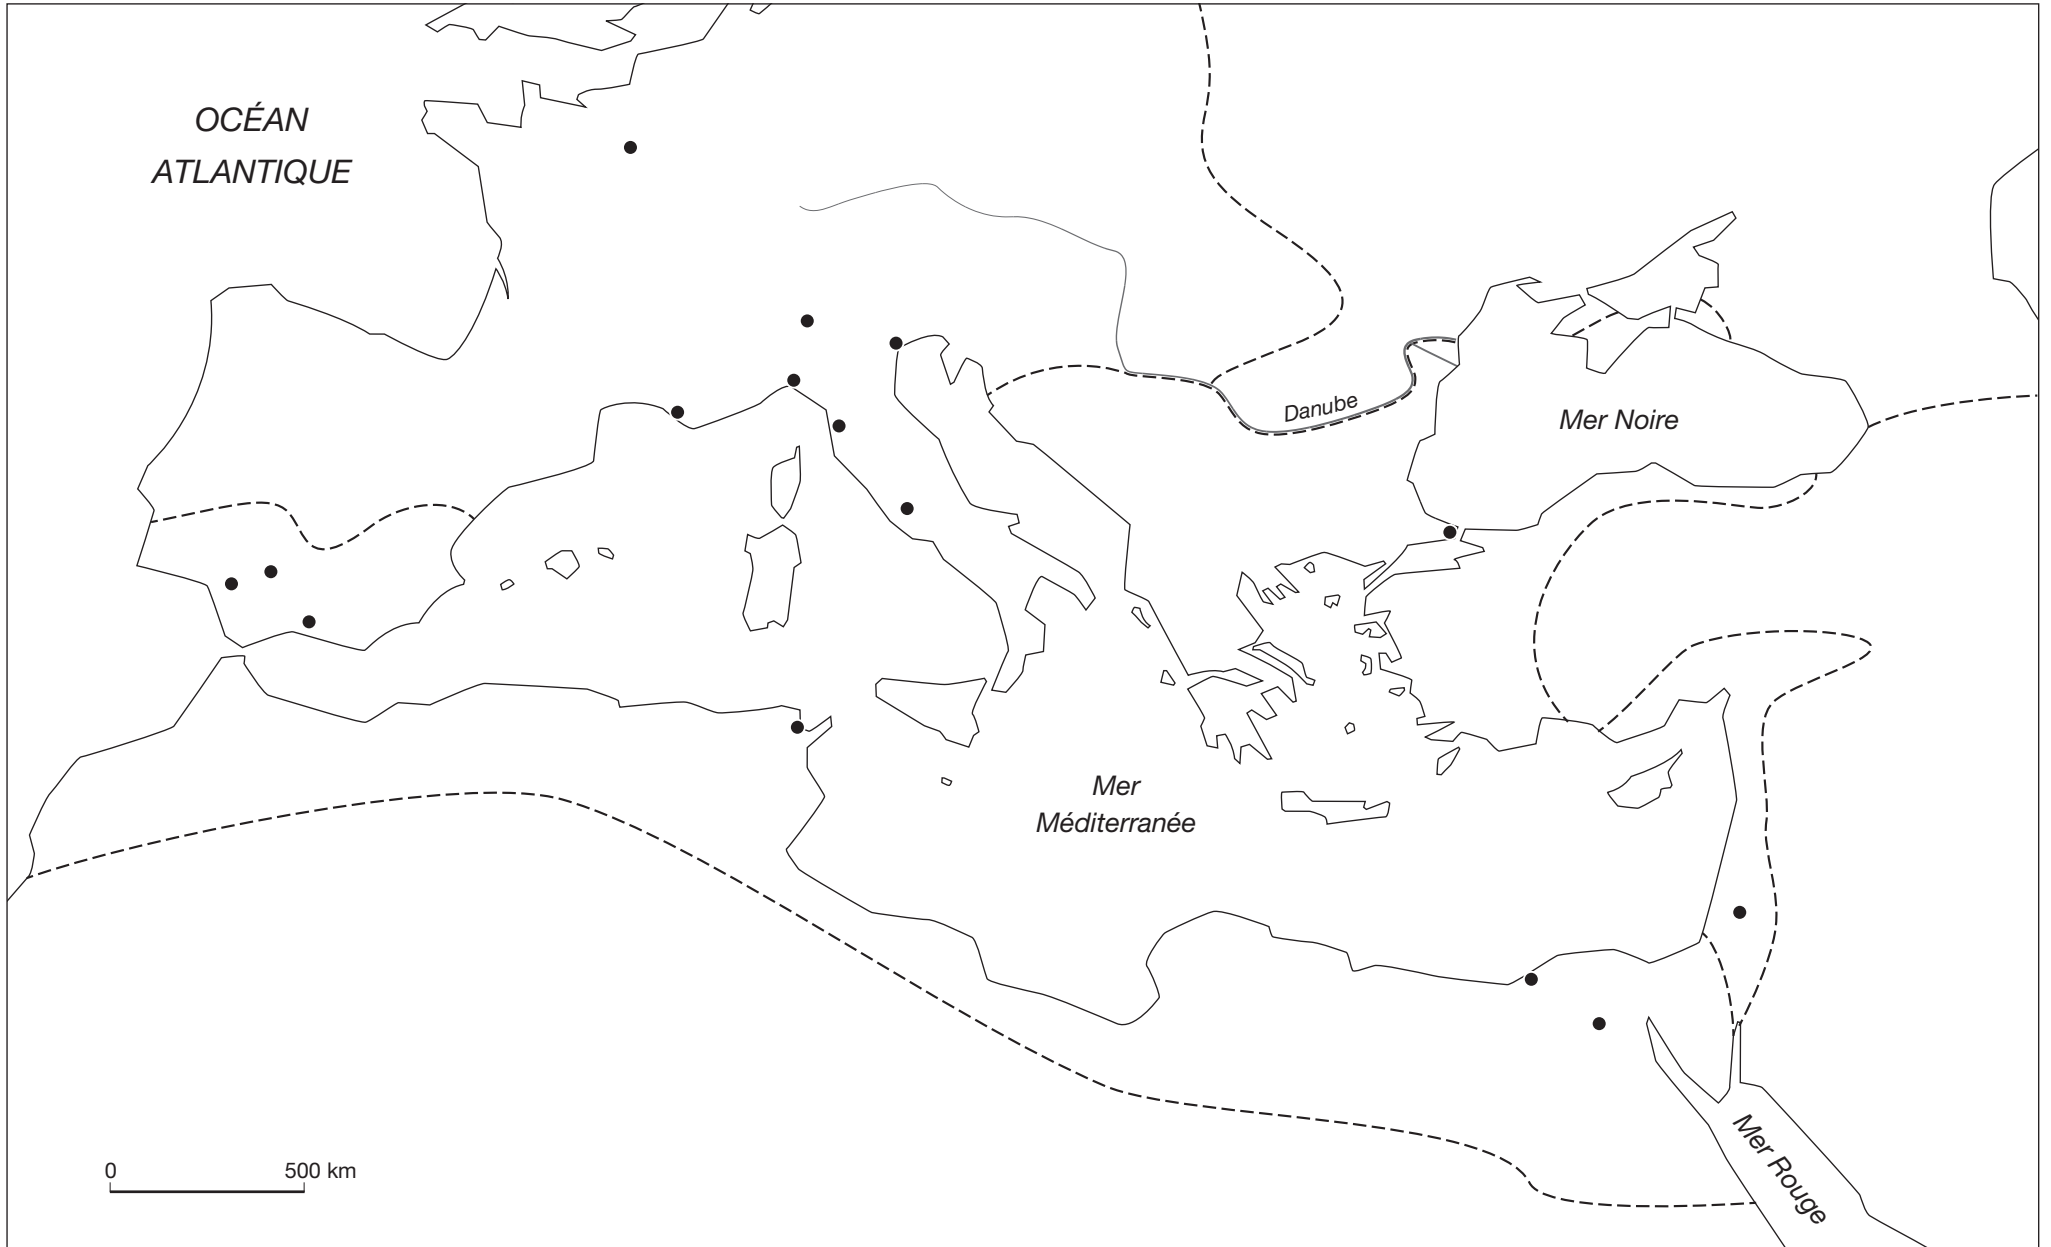 OCÉAN
ATLANTIQUE
Danube
Mer Noire
Mer
Méditerranée
Mer Rouge
0 500 km